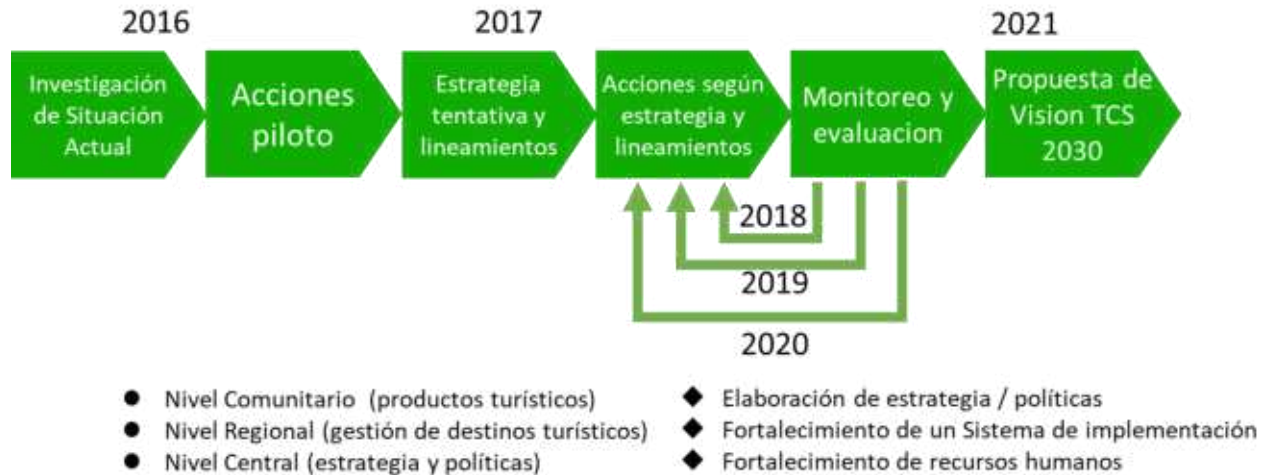 2016
2017
2021
Investigación
de Situación
Actual
Acciones
piloto
Estrategia
tentativa y
lineamientos
Acciones según
estrategia y
lineamientos
Monitoreo y
evaluacion
Propuesta de
Vision TCS
2030
2018
2019
2020
● Nivel Comunitario (productos turísticos)
● Nivel Regional (gestión de destinos turísticos)
● Nivel Central (estrategia y políticas)
◆ Elaboración de estrategia / políticas
◆ Fortalecimiento de un Sistema de implementación
◆ Fortalecimiento de recursos humanos